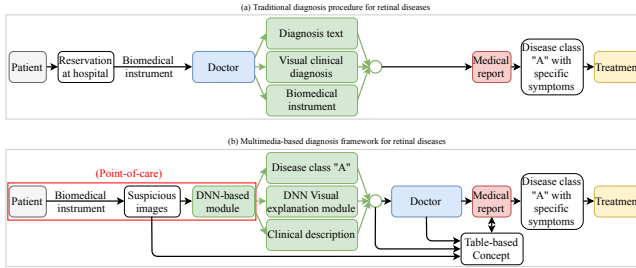 (a) Traditional diagnosis procedure for retinal diseases
Patient
Reservation
at hospital
Biomedical
instrument
Doctor
Diagnosis text
Visual clinical
diagnosis
Biomedical
instrument
Medical
report
Disease class
"A" with
specific
symptoms
Treatment
(b) Multimedia-based diagnosis framework for retinal diseases
(Point-of-care)
Patient
Biomedical
instrument
Suspicious
images
DNN-based
module
Disease class "A"
DNN Visual
explanation module
Clinical description
Doctor
Medical
report
Disease class
"A" with
specific
symptoms
Treatment
Table-based
Concept